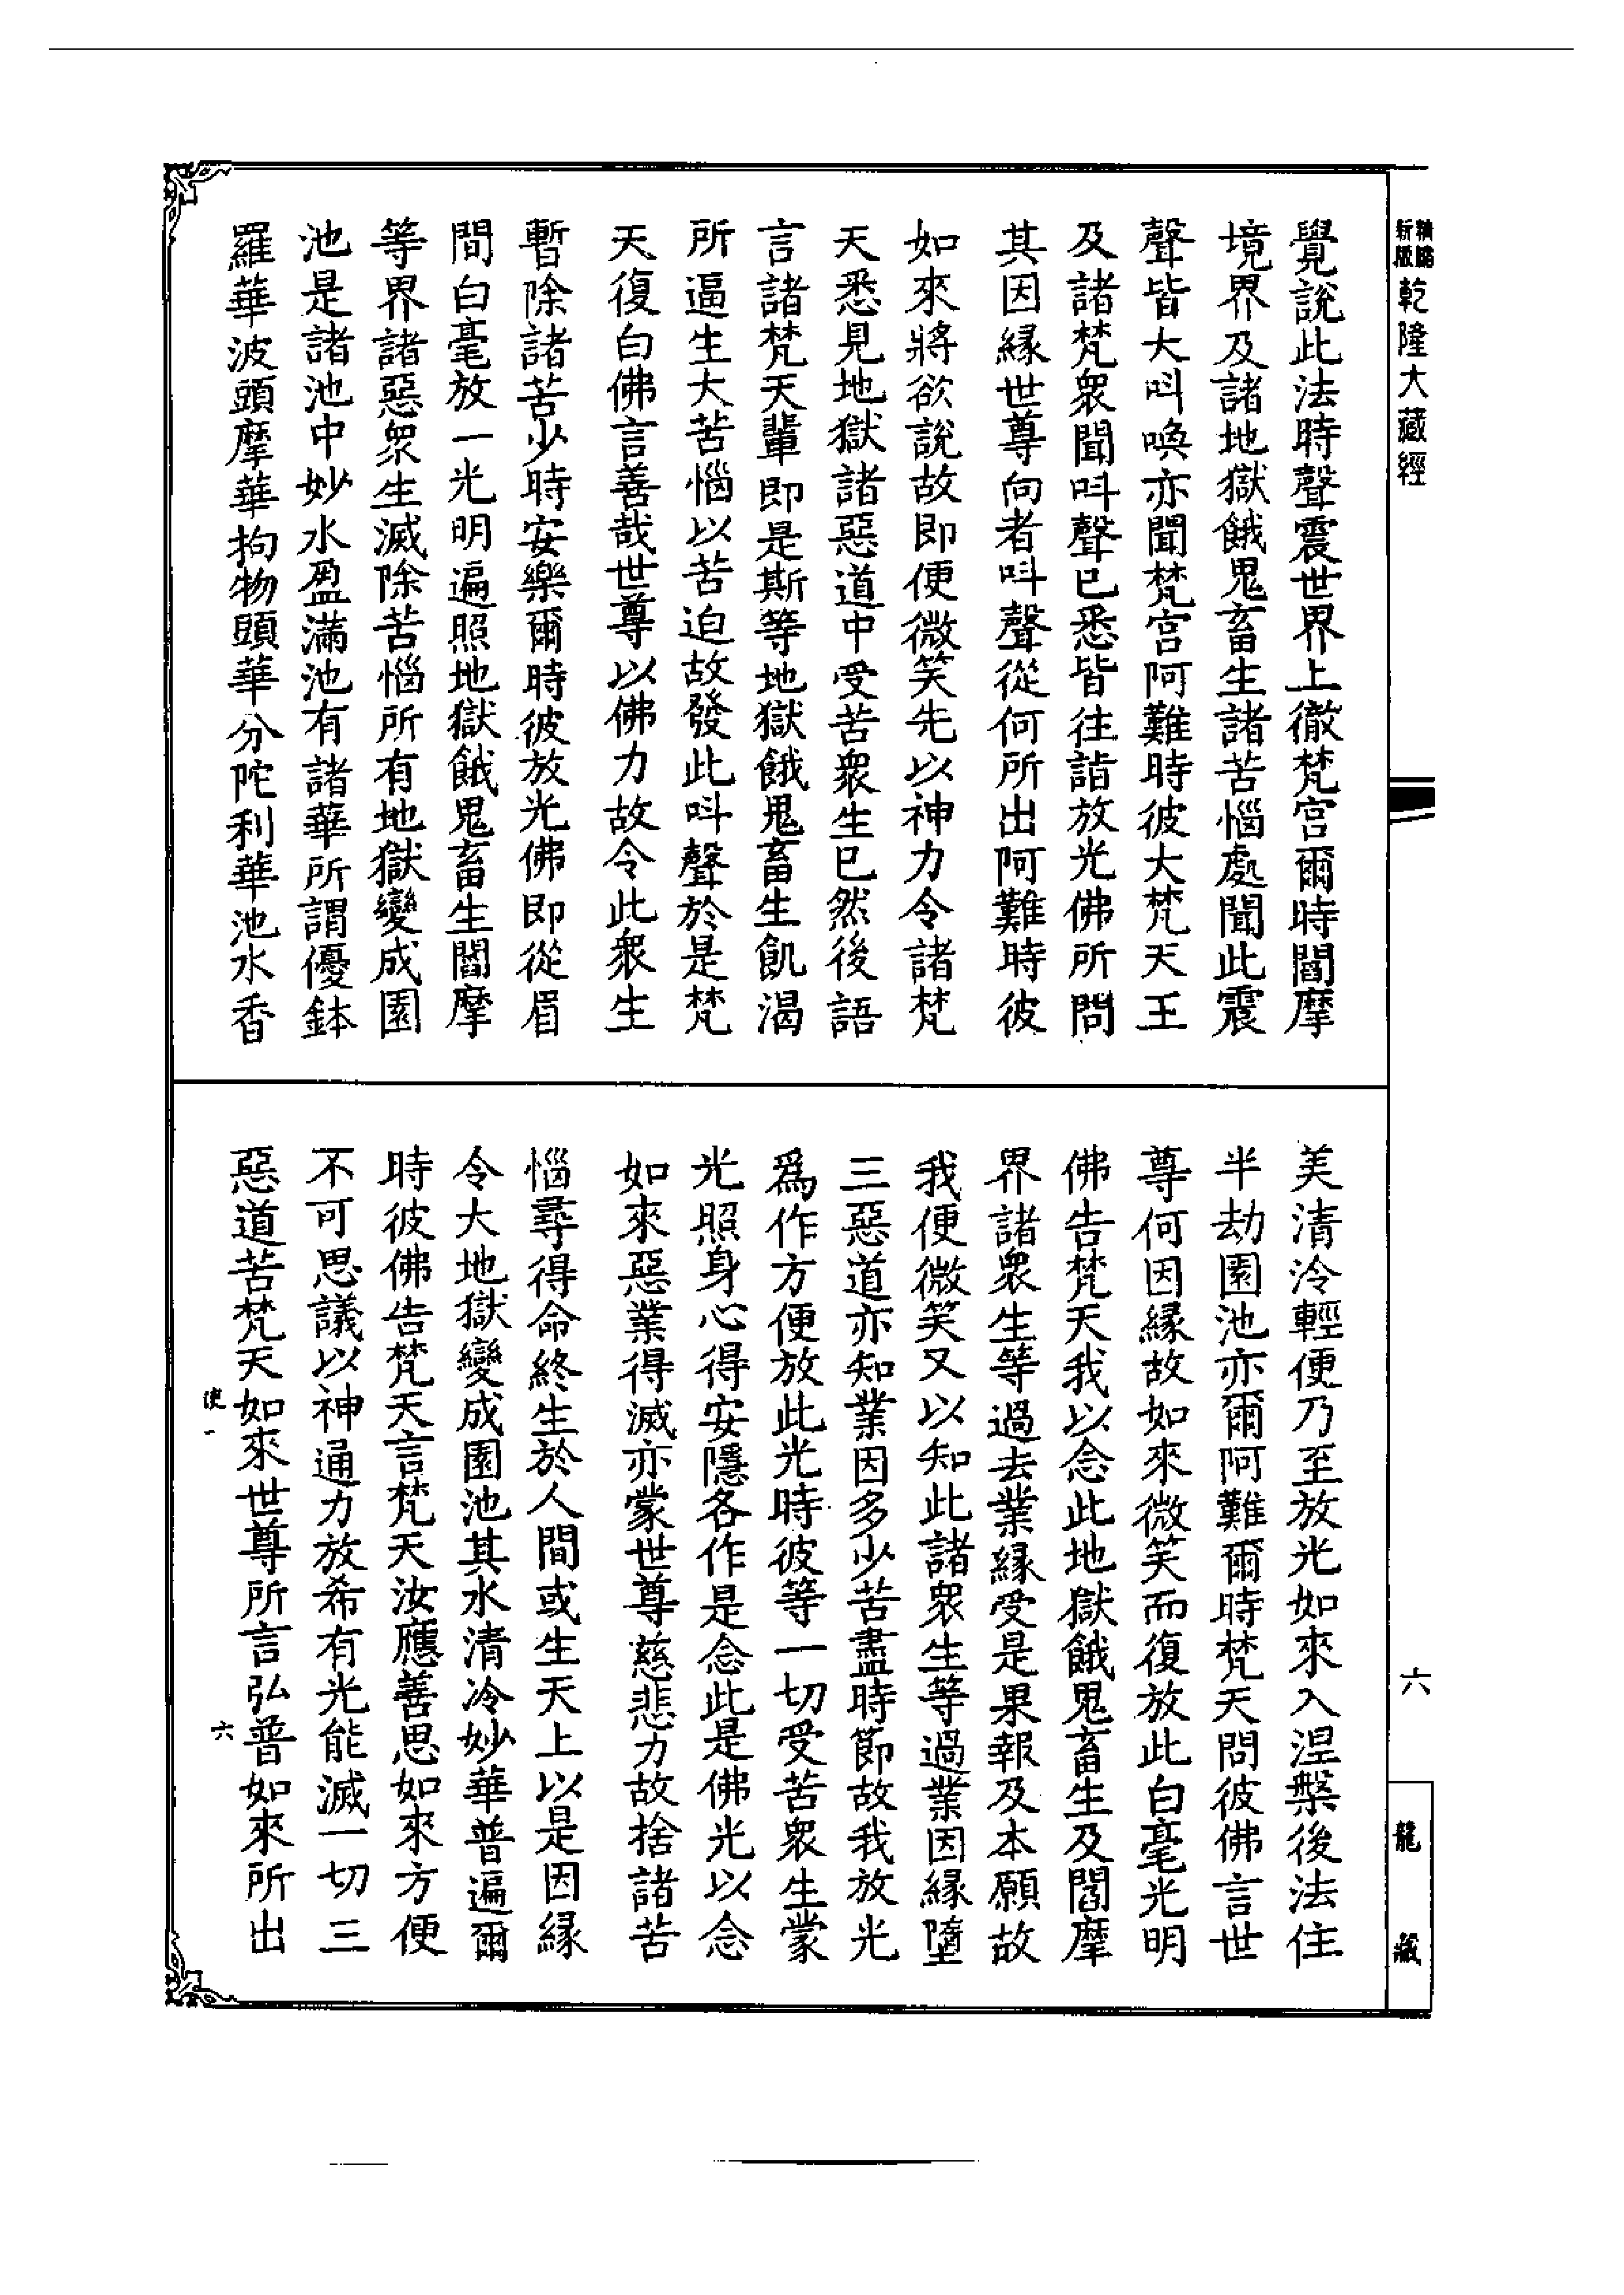 新版
乾隆大藏經
六
龍藏
覺說此法時聲震世界上徹梵宫爾時閻摩
境界及諸地獄餓鬼畜生諸苦惱處聞此震
聲皆大呌喚亦聞梵宫阿難時彼大梵天王
及諸梵衆聞呌聲已悉皆往詣放光佛所問
其因緣世尊向者呌聲從何所出阿難時彼
如來將欲說故即便微笑先以神力令諸梵
天悉見地獄諸惡道中受苦衆生已然後語
言諸梵天輩即是斯等地獄餓鬼畜生飢渴
所逼生大苦惱以苦迫故發此呌聲於是梵
天復白佛言善哉世尊以佛力故令此衆生
暫除諸苦少時安樂爾時彼放光佛即從眉
間白毫放一光明遍照地獄餓鬼畜生閻摩
等界諸惡衆生滅除苦惱所有地獄變成園
池是諸池中妙水盈滿池有諸華所謂優鉢
羅華波頭摩華拘物頭華分陀利華池水香
美清泠輕便乃至放光如來入涅槃後法住
半劫園池亦爾阿難爾時梵天問彼佛言世
尊何因緣故如來微笑而復放此白毫光明
佛告梵天我以念此地獄餓鬼畜生及閻摩
界諸衆生等過去業緣受是果報及本願故
我便微笑又以知此諸衆生等過業因緣墮
三惡道亦知業因多少苦盡時節故我放光
爲作方便放此光時彼等一切受苦衆生蒙
光照身心得安隱各作是念此是佛光以念
如來惡業得滅亦蒙世尊慈悲力故捨諸苦
惱尋得命終生於人間或生天上以是因緣
令大地獄變成園池其水清冷妙華普遍爾
時彼佛告梵天言梵天汝應善思如來方便
不可思議以神通力放希有光能滅一切三
惡道苦梵天如來世尊所言弘普如來所出
使一
六